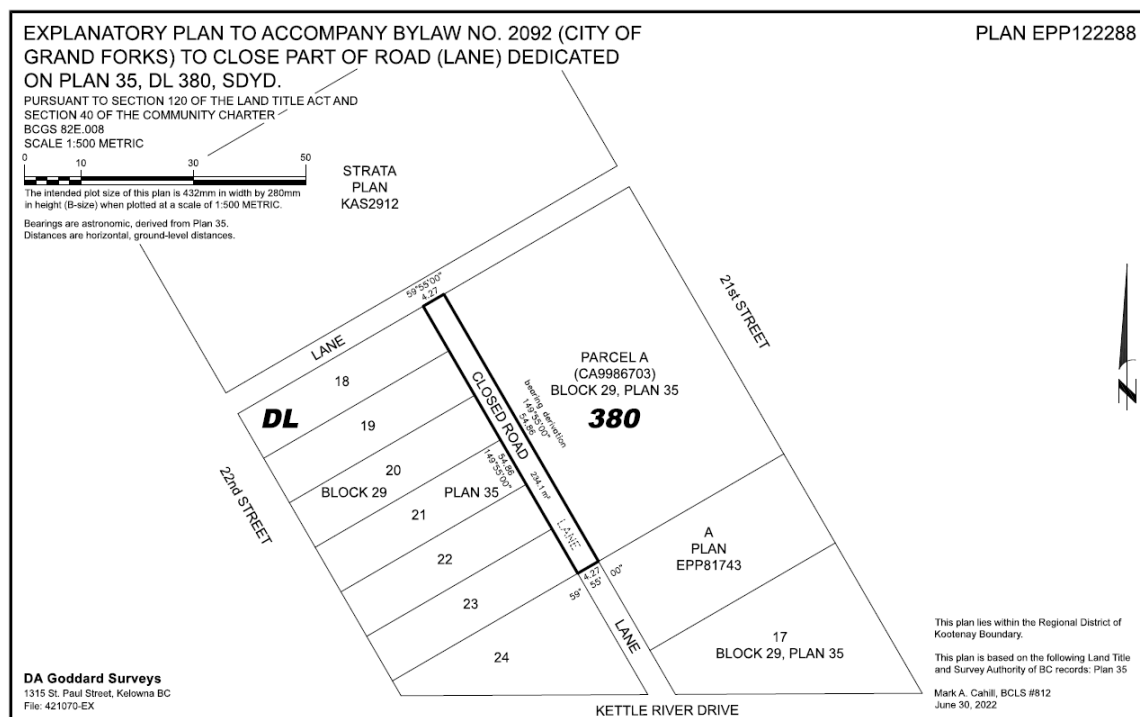 EXPLANATORY PLAN TO ACCOMPANY BYLAW NO. 2092 (CITY OF
GRAND FORKS) TO CLOSE PART OF ROAD (LANE) DEDICATED
ON PLAN 35, DL 380, SDYD.
PLAN EPP122288
PURSUANT TO SECTION 120 OF THE LAND TITLE ACT AND
SECTION 40 OF THE COMMUNITY CHARTER
BCGS 82E.008
SCALE 1:500 METRIC
0 10 30 50
The intended plot size of this plan is 432mm in width by 280mm
in height (B-size) when plotted at a scale of 1:500 METRIC.
Bearings are astronomic, derived from Plan 35.
Distances are horizontal, ground-level distances.
STRATA
PLAN
KAS2912
59°55'00"
4.27
LANE
21st STREET
18
19
20
21
22
23
24
DL
BLOCK 29
PLAN 35
22nd STREET
CLOSED ROAD
bearing derivation
149°55'00"
54.86
54.86
149°55'00"
234.1 m²
LANE
PARCEL A
(CA9986703)
BLOCK 29, PLAN 35
380
N
A
PLAN
EPP81743
4.27
59° 55' 00"
LANE
17
BLOCK 29, PLAN 35
KETTLE RIVER DRIVE
DA Goddard Surveys
1315 St. Paul Street, Kelowna BC
File: 421070-EX
This plan lies within the Regional District of
Kootenay Boundary.
This plan is based on the following Land Title
and Survey Authority of BC records: Plan 35
Mark A. Cahill, BCLS #812
June 30, 2022